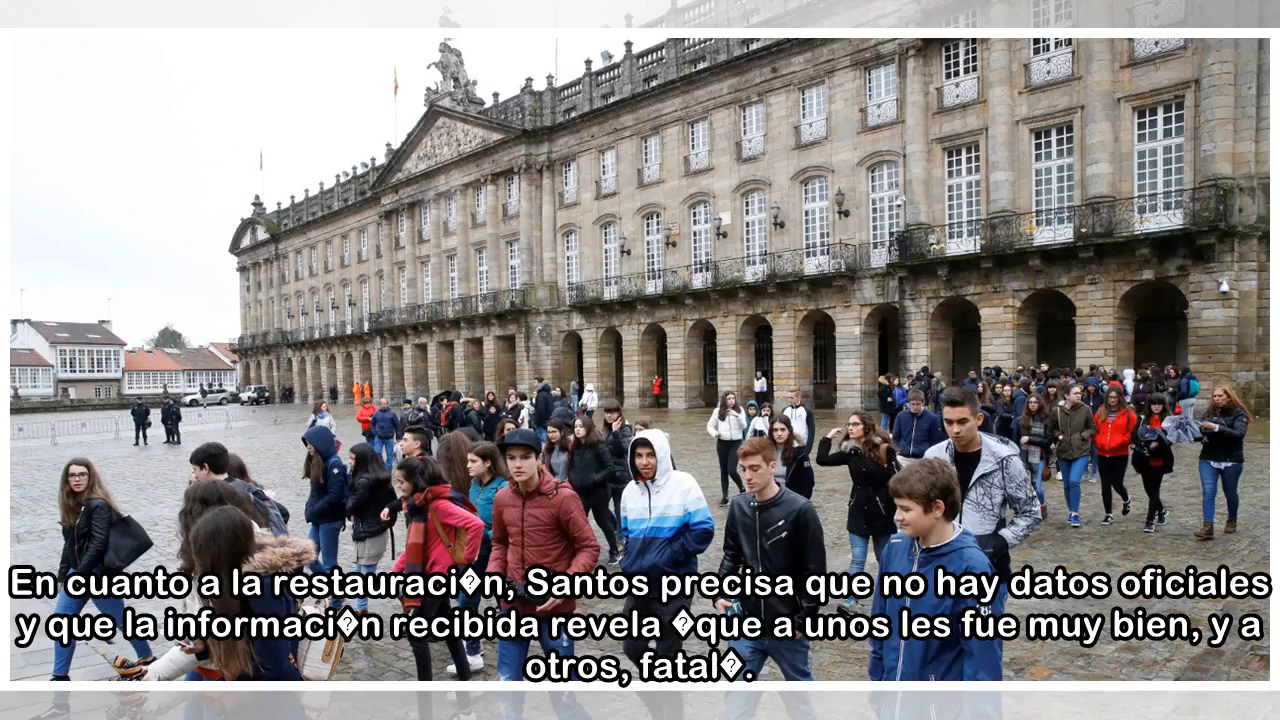 En cuanto a la restauraci�n, Santos precisa que no hay datos oficiales
y que la informaci�n recibida revela �que a unos les fue muy bien, y a
otros, fatal�.